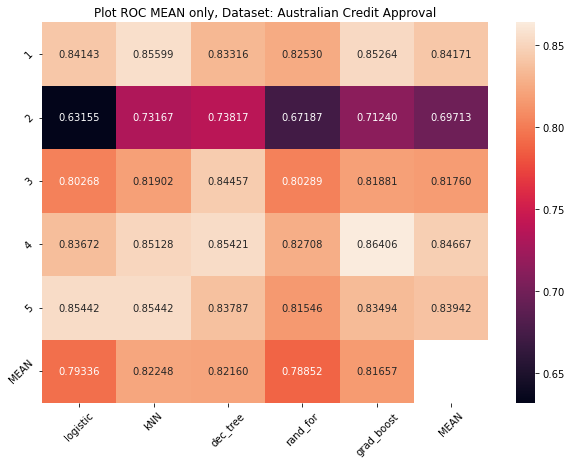 Plot ROC MEAN only, Dataset: Australian Credit Approval
1 0.84143 0.85599 0.83316 0.82530 0.85264 0.84171
2 0.63155 0.73167 0.73817 0.67187 0.71240 0.69713
3 0.80268 0.81902 0.84457 0.80289 0.81881 0.81760
4 0.83672 0.85128 0.85421 0.82708 0.86406 0.84667
5 0.85442 0.85442 0.83787 0.81546 0.83494 0.83942
MEAN 0.79336 0.82248 0.82160 0.78852 0.81657
logistic kNN dec_tree rand_for grad_boost MEAN
0.85
0.80
0.75
0.70
0.65